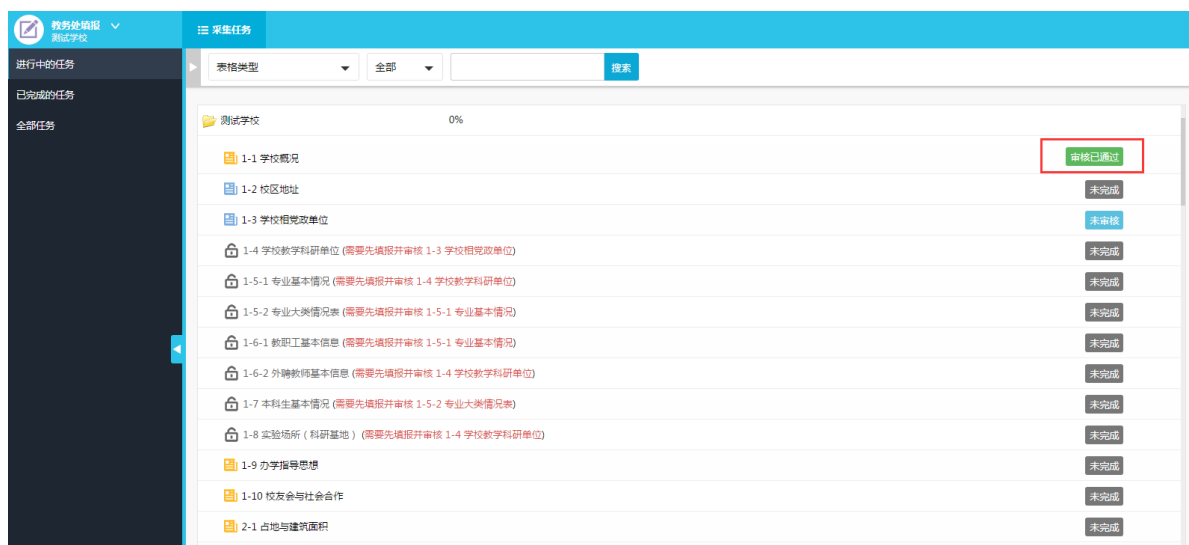 教务处填报
测试学校
采集任务
进行中的任务
已完成的任务
全部任务
表格类型 全部 搜索
测试学校 0%
1-1 学校概况 审核已通过
1-2 校区地址 未完成
1-3 学校相党政单位 未审核
1-4 学校教学科研单位 (需要先填报并审核 1-3 学校相党政单位) 未完成
1-5-1 专业基本情况 (需要先填报并审核 1-4 学校教学科研单位) 未完成
1-5-2 专业大类情况表 (需要先填报并审核 1-5-1 专业基本情况) 未完成
1-6-1 教职工基本信息 (需要先填报并审核 1-5-1 专业基本情况) 未完成
1-6-2 外聘教师基本信息 (需要先填报并审核 1-4 学校教学科研单位) 未完成
1-7 本科生基本情况 (需要先填报并审核 1-5-2 专业大类情况表) 未完成
1-8 实验场所（科研基地） (需要先填报并审核 1-4 学校教学科研单位) 未完成
1-9 办学指导思想 未完成
1-10 校友会与社会合作 未完成
2-1 占地与建筑面积 未完成